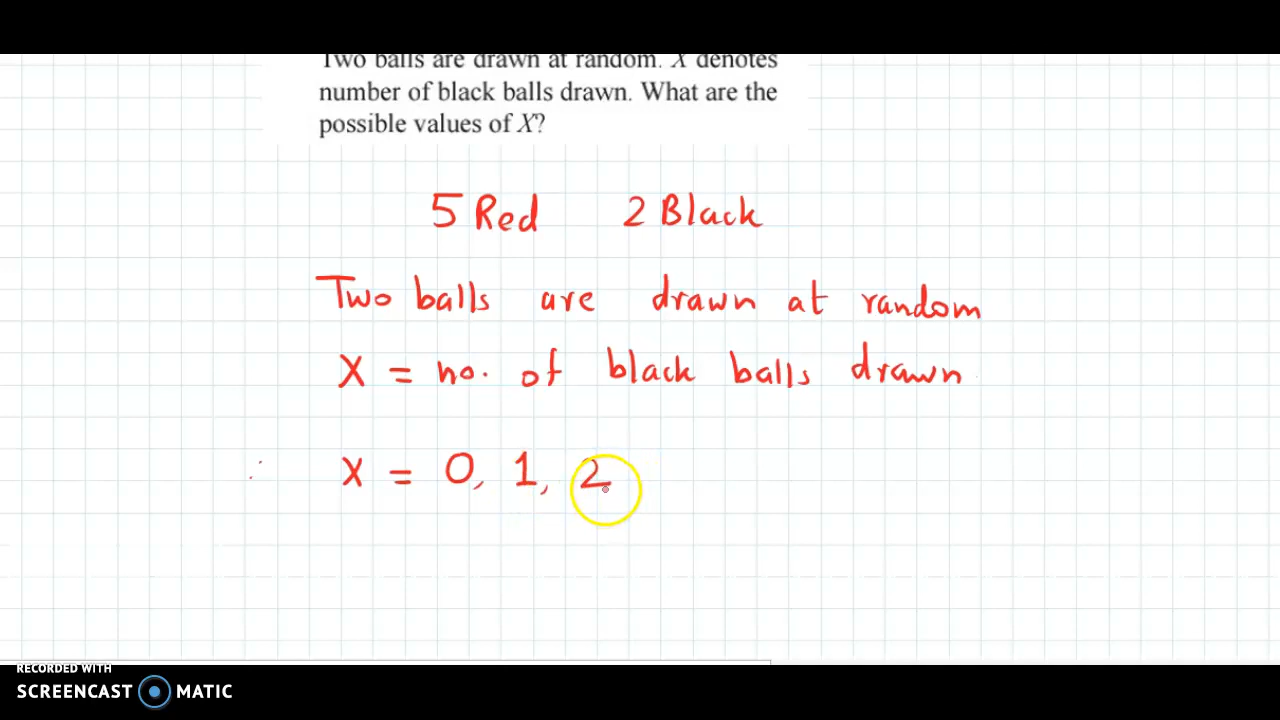 Two balls are drawn at random. X denotes
number of black balls drawn. What are the
possible values of X?
5 Red 2 Black
Two balls are drawn at random
X = no. of black balls drawn
∴ X = 0, 1, 2
RECORDED WITH
SCREENCAST MATIC